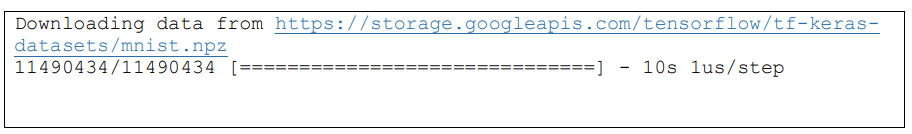 Downloading data from https://storage.googleapis.com/tensorflow/tf-keras-
datasets/mnist.npz
11490434/11490434 [==============================] - 10s 1us/step